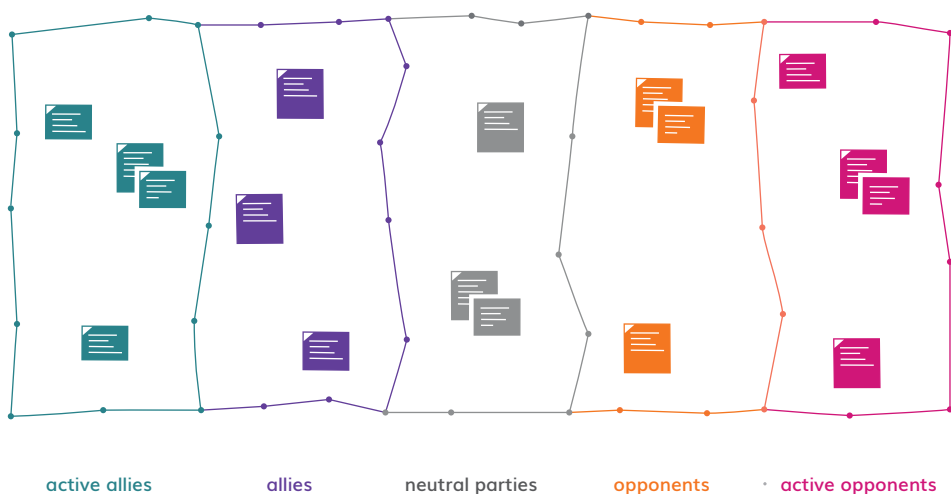 active allies
allies
neutral parties
opponents
active opponents